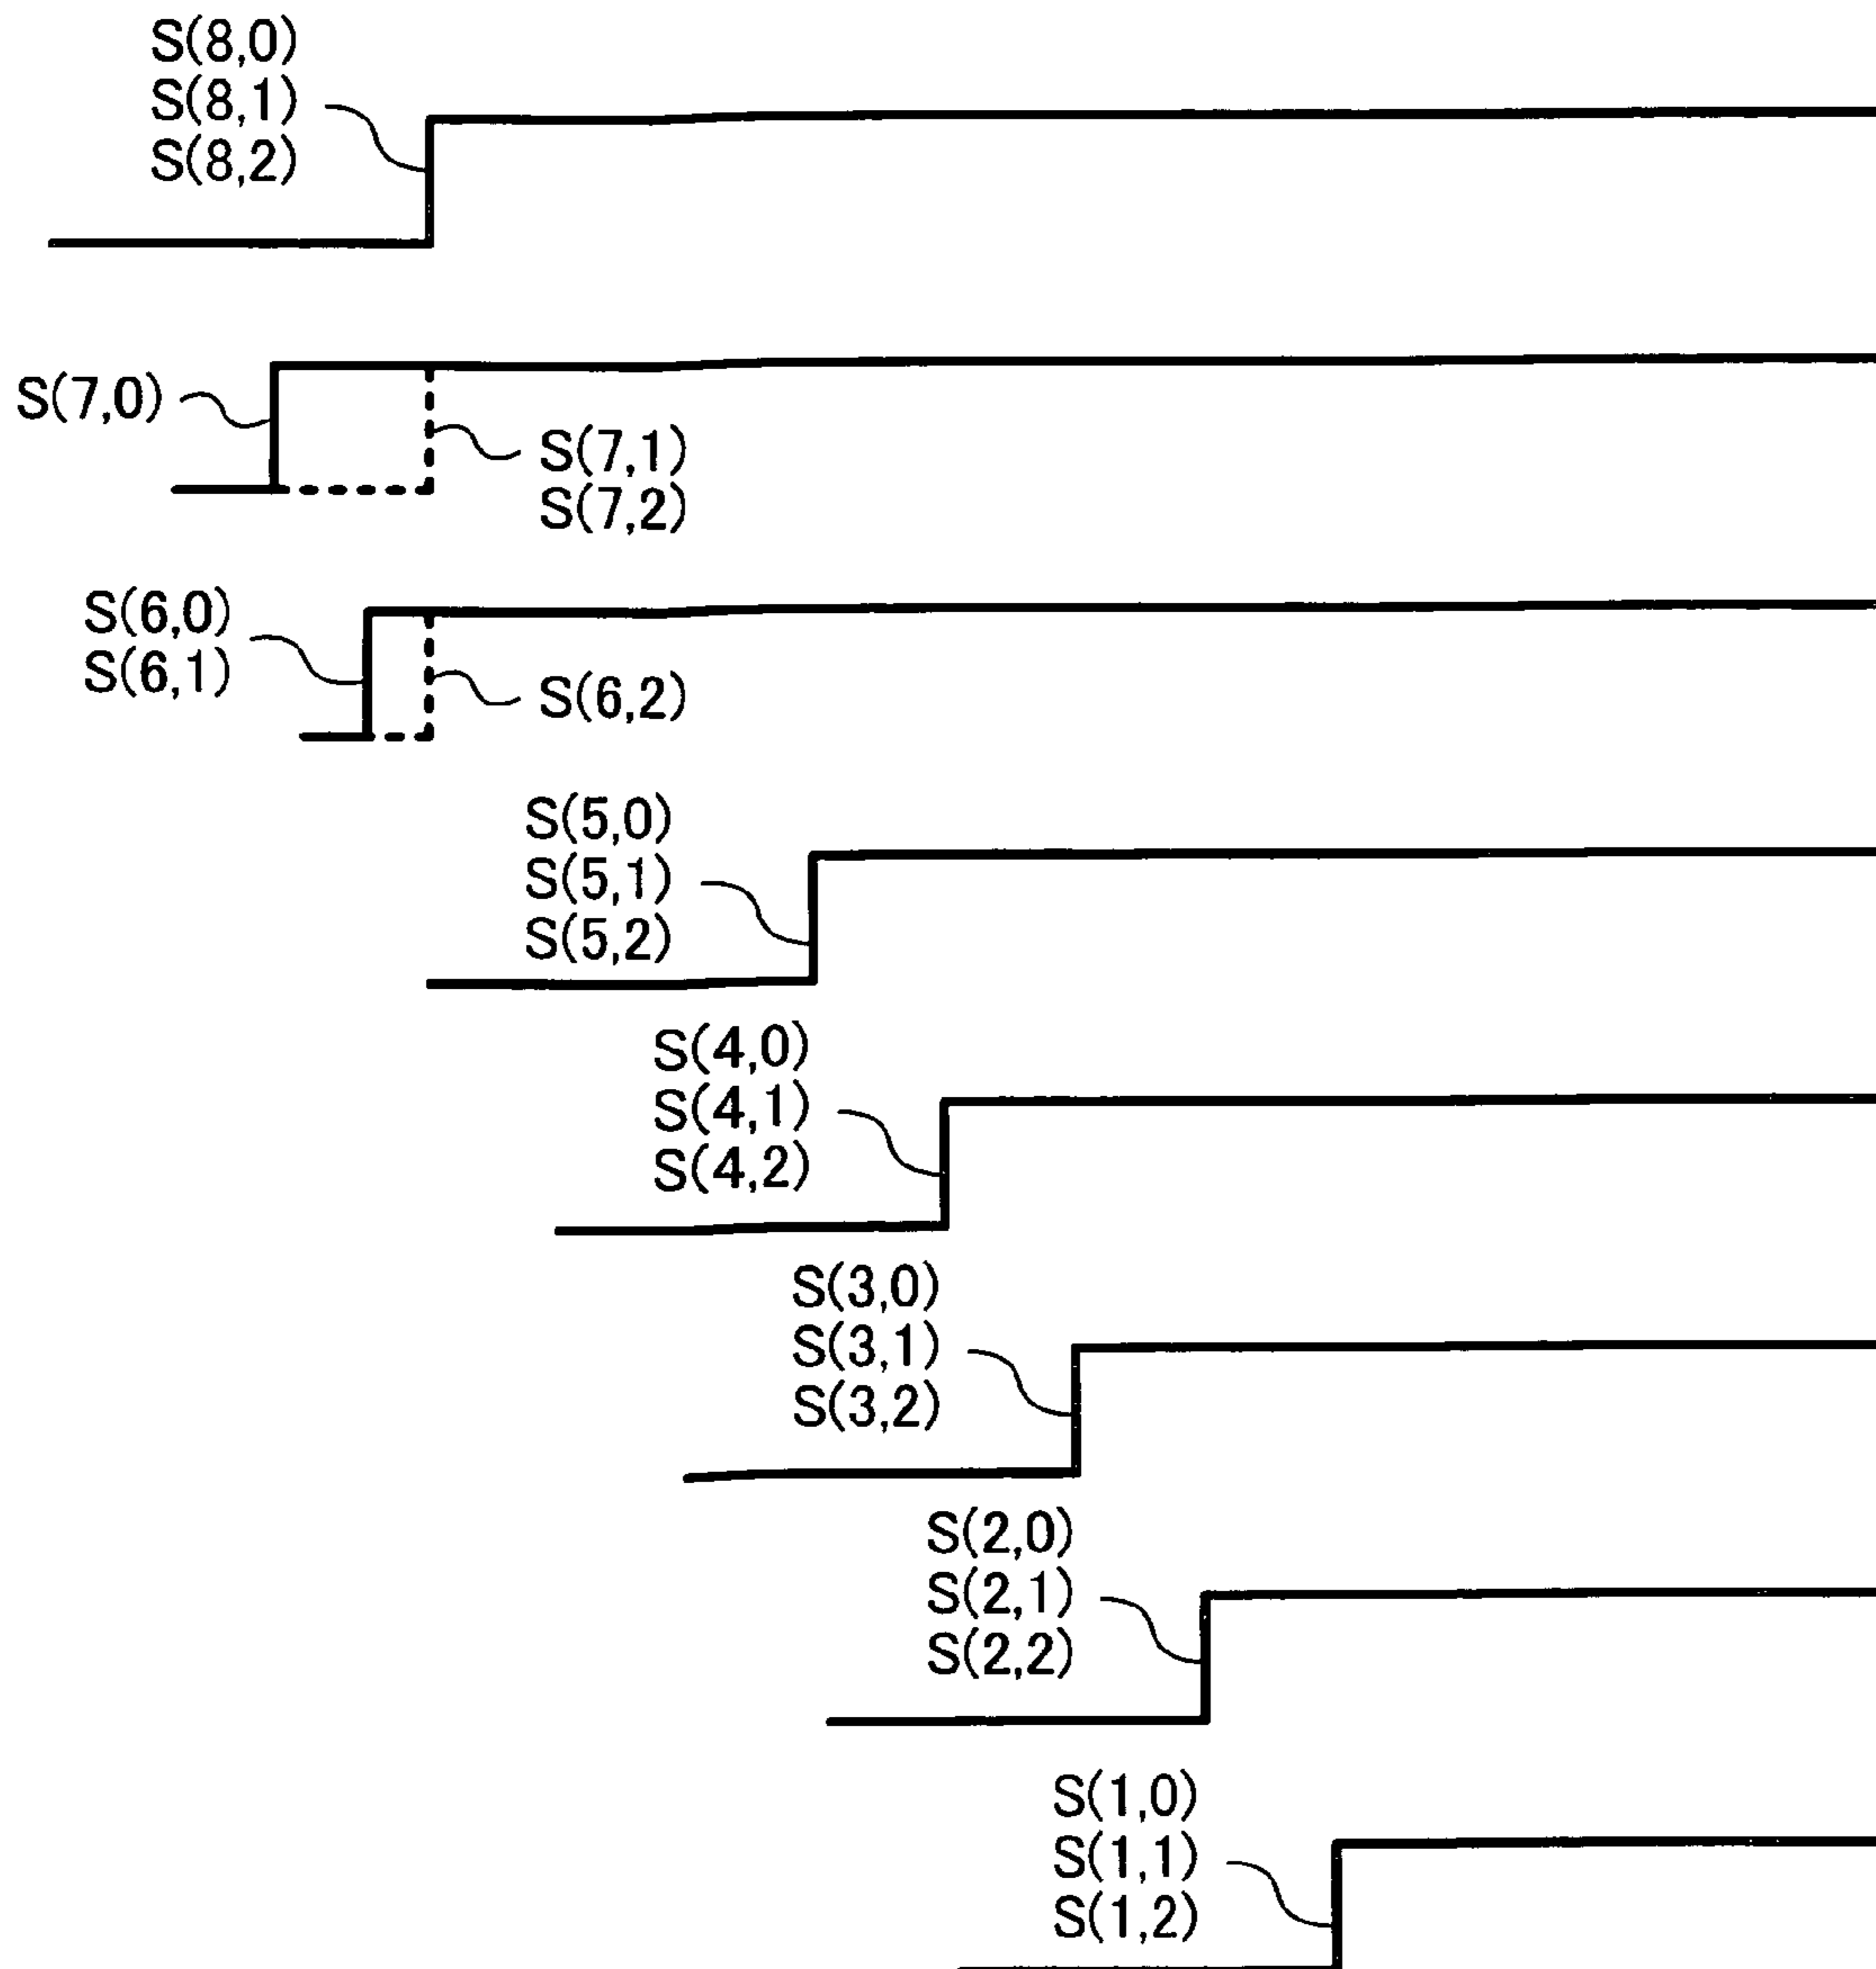 S(8,0)
S(8,1)
S(8,2)
S(7,0)
S(7,1)
S(7,2)
S(6,0)
S(6,1)
S(6,2)
S(5,0)
S(5,1)
S(5,2)
S(4,0)
S(4,1)
S(4,2)
S(3,0)
S(3,1)
S(3,2)
S(2,0)
S(2,1)
S(2,2)
S(1,0)
S(1,1)
S(1,2)